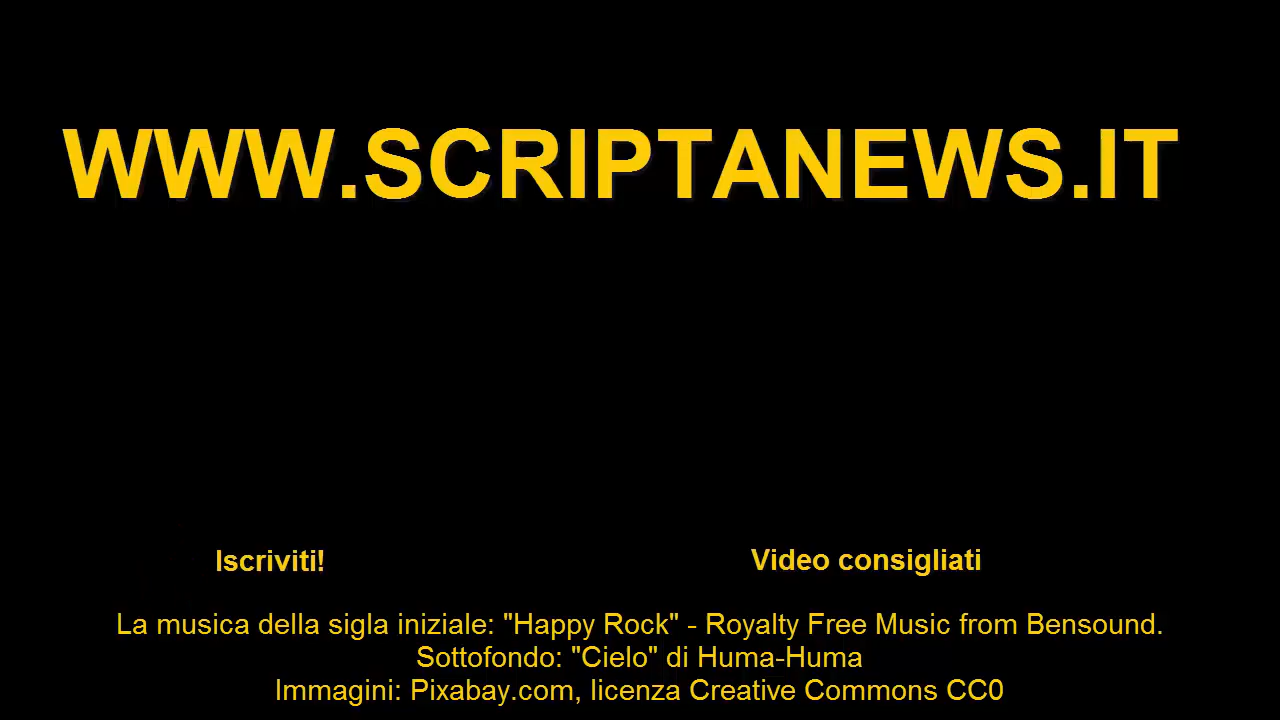 WWW.SCRIPTANEWS.IT
Iscriviti!
Video consigliati
La musica della sigla iniziale: "Happy Rock" - Royalty Free Music from Bensound.
Sottofondo: "Cielo" di Huma-Huma
Immagini: Pixabay.com, licenza Creative Commons CC0